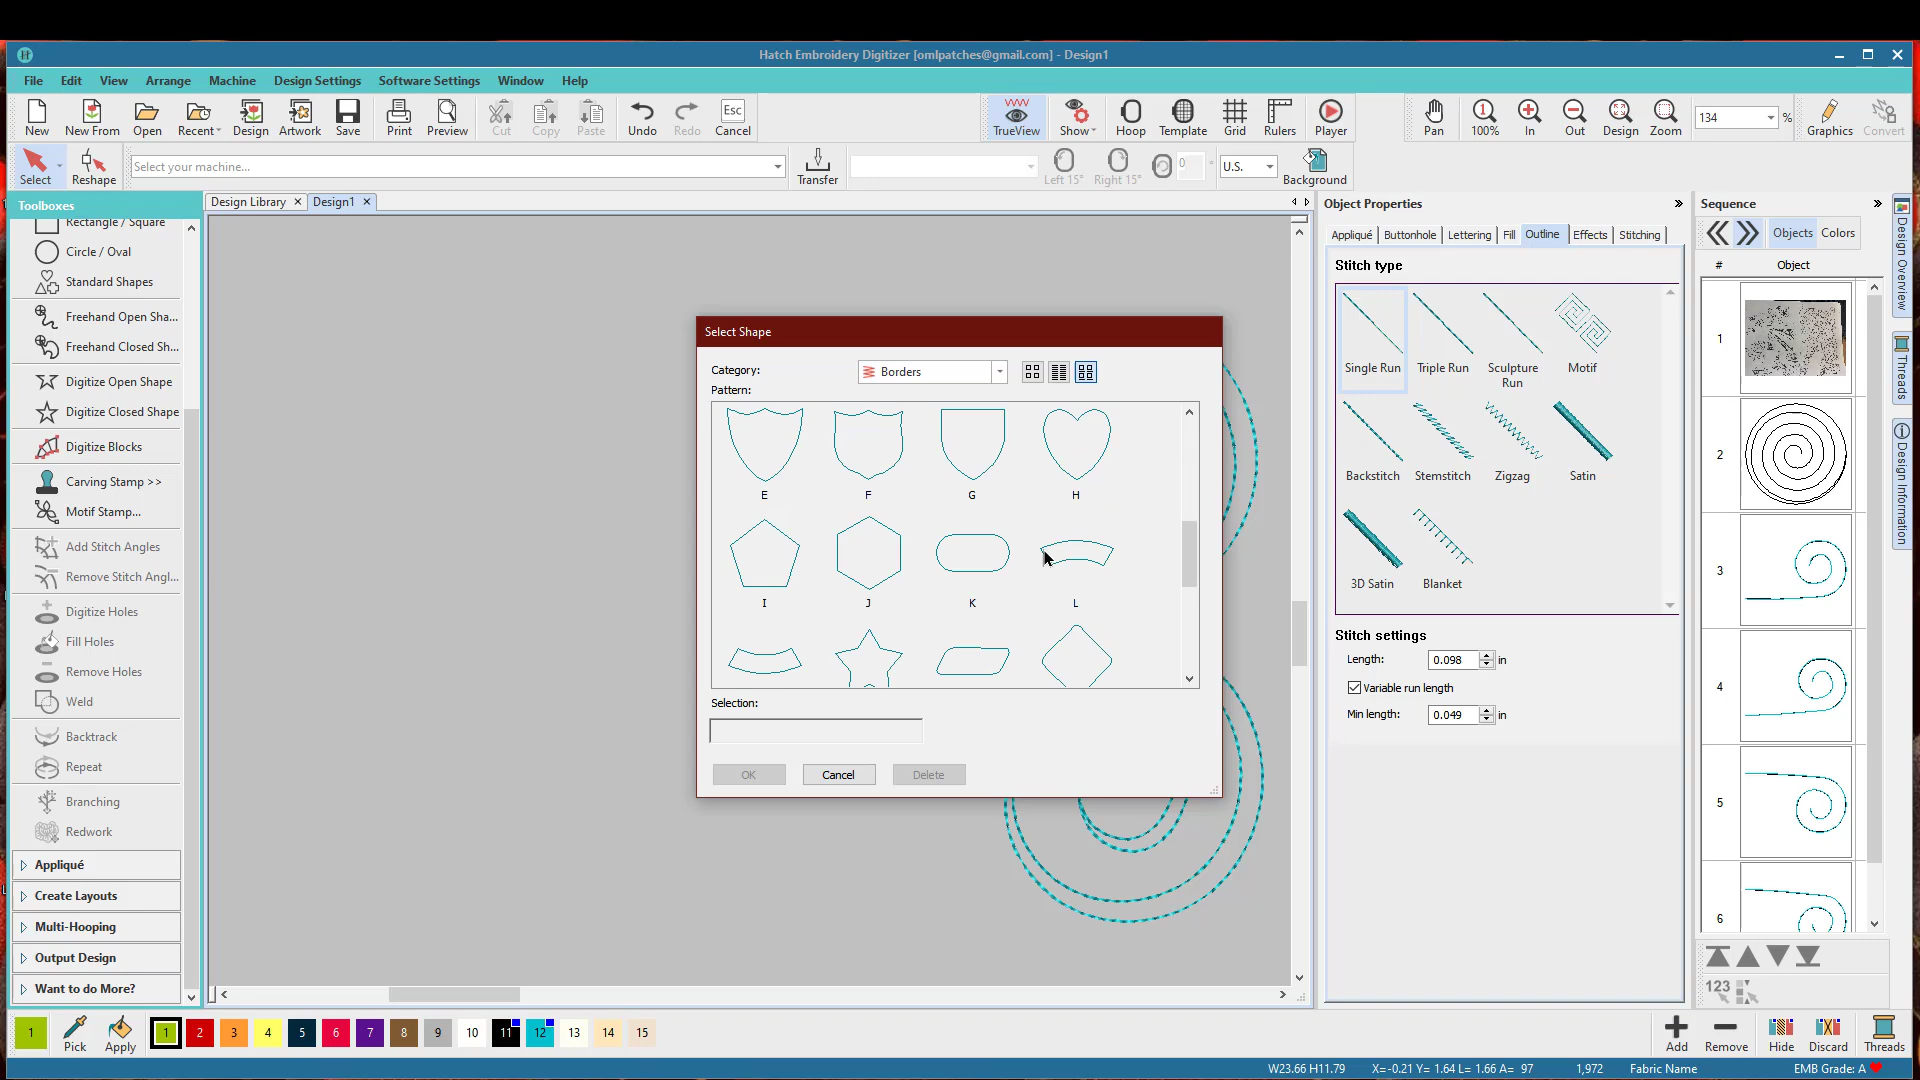 Hatch Embroidery Digitizer [omlpatches@gmail.com] - Design1
File Edit View Arrange Machine Design Settings Software Settings Window Help
New New From Open Recent Design Artwork Save Print Preview Cut Copy Paste Undo Redo Esc Cancel TrueView Show Hoop Template Grid Rulers Player Pan 1 100% In Out Design Zoom 134 % Graphics Convert
Select Reshape Select your machine... Transfer Left 15° Right 15° 0 ° U.S. Background
Toolboxes
Rectangle / Square
Circle / Oval
Standard Shapes
Freehand Open Sha...
Freehand Closed Sh...
Digitize Open Shape
Digitize Closed Shape
Digitize Blocks
Carving Stamp >>
Motif Stamp...
Add Stitch Angles
Remove Stitch Angl...
Digitize Holes
Fill Holes
Remove Holes
Weld
Backtrack
Repeat
Branching
Redwork
Appliqué
Create Layouts
Multi-Hooping
Output Design
Want to do More?
Design Library Design1
Select Shape
Category: Borders
Pattern:
E F G H
I J K L
Selection:
OK Cancel Delete
Object Properties
Appliqué Buttonhole Lettering Fill Outline Effects Stitching
Stitch type
Single Run Triple Run Sculpture Run Motif
Backstitch Stemstitch Zigzag Satin
3D Satin Blanket
Stitch settings
Length: 0.098 in
Variable run length
Min length: 0.049 in
Sequence
Objects Colors
# Object
1
2
3
4
5
6
123
Design Overview
Threads
Design Information
1 Pick Apply 1 2 3 4 5 6 7 8 9 10 11 12 13 14 15 Add Remove Hide Discard Threads
W23.66 H11.79 X=-0.21 Y= 1.64 L= 1.66 A= 97 1,972 Fabric Name EMB Grade: A